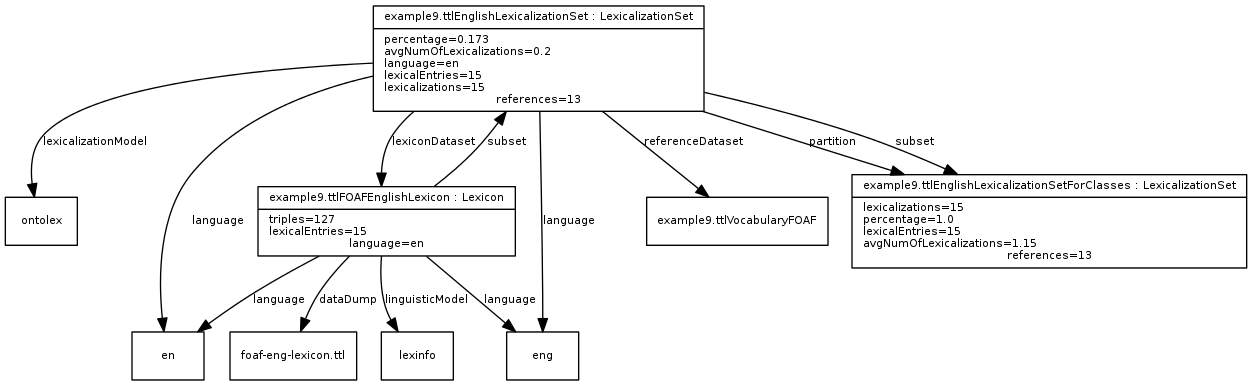 example9.ttlEnglishLexicalizationSet : LexicalizationSet
percentage=0.173
avgNumOfLexicalizations=0.2
language=en
lexicalEntries=15
lexicalizations=15
references=13
lexicalizationModel
lexiconDataset
subset
referenceDataset
partition
subset
ontolex
language
example9.ttlFOAFEnglishLexicon : Lexicon
triples=127
lexicalEntries=15
language=en
language
example9.ttlVocabularyFOAF
example9.ttlEnglishLexicalizationSetForClasses : LexicalizationSet
lexicalizations=15
percentage=1.0
lexicalEntries=15
avgNumOfLexicalizations=1.15
references=13
language
dataDump
linguisticModel
language
en
foaf-eng-lexicon.ttl
lexinfo
eng